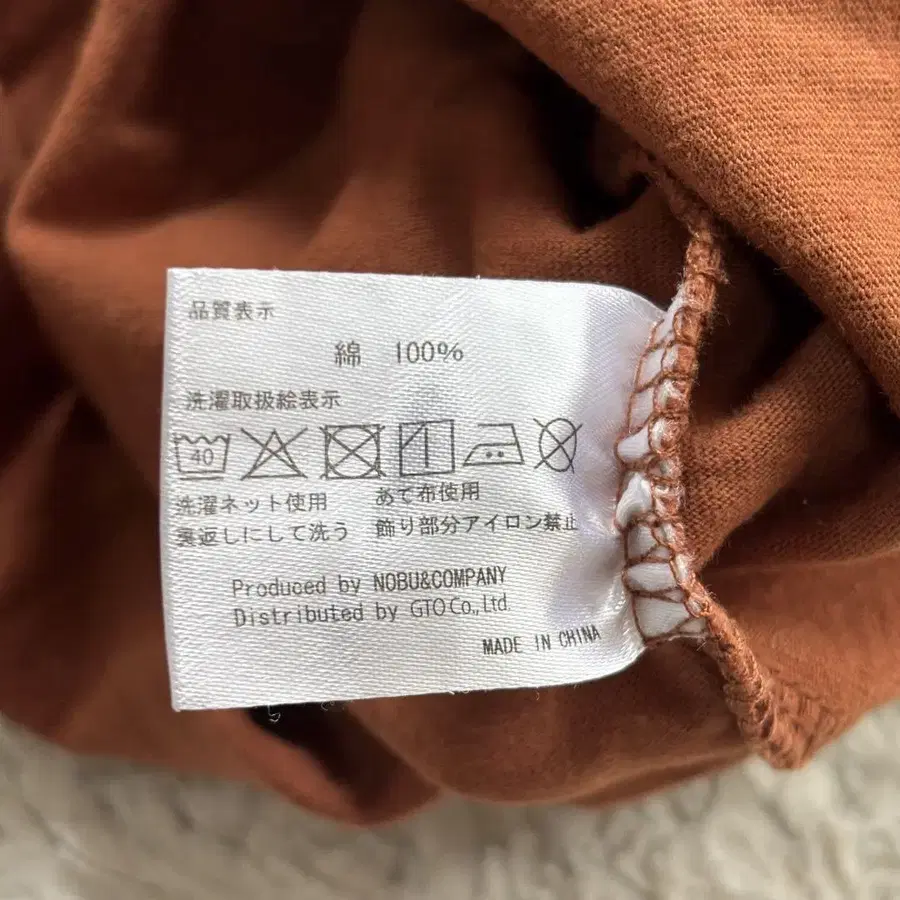 品質表示
綿 100%
洗濯取扱絵表示
40
洗濯ネット使用 あて布使用
裏返しにして洗う 飾り部分アイロン禁止
Produced by NOBU&COMPANY
Distributed by GTO Co., Ltd.
MADE IN CHINA